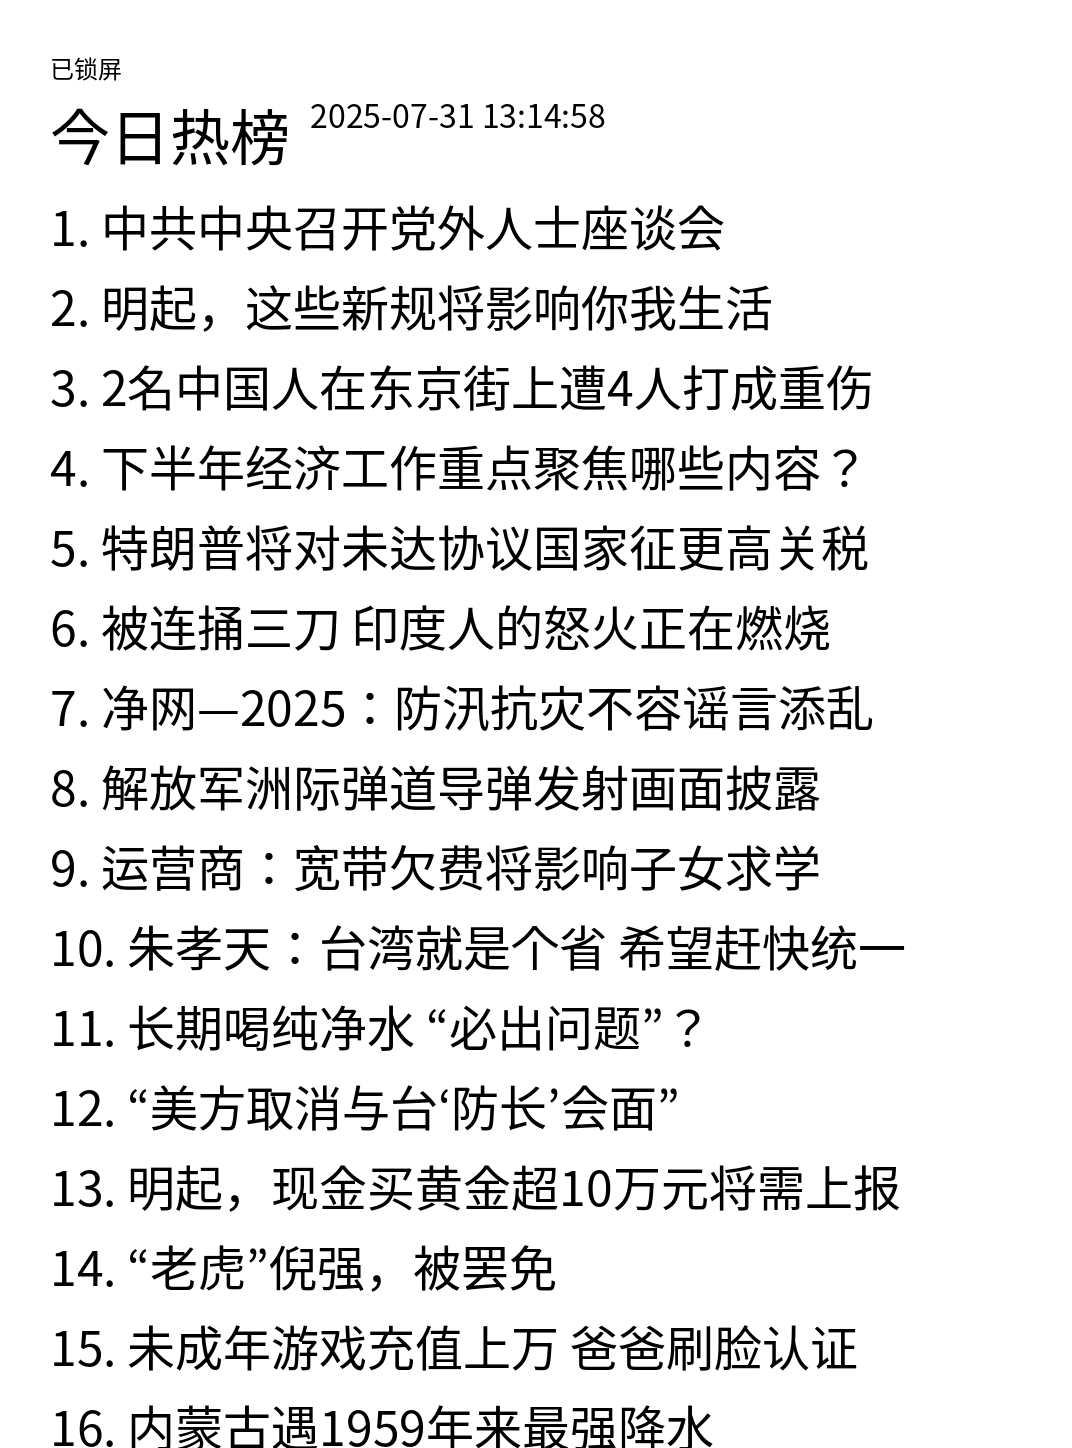 已锁屏
今日热榜 2025-07-31 13:14:58
1. 中共中央召开党外人士座谈会
2. 明起，这些新规将影响你我生活
3. 2名中国人在东京街上遭4人打成重伤
4. 下半年经济工作重点聚焦哪些内容？
5. 特朗普将对未达协议国家征更高关税
6. 被连捅三刀 印度人的怒火正在燃烧
7. 净网—2025：防汛抗灾不容谣言添乱
8. 解放军洲际弹道导弹发射画面披露
9. 运营商：宽带欠费将影响子女求学
10. 朱孝天：台湾就是个省 希望赶快统一
11. 长期喝纯净水 “必出问题”？
12. “美方取消与台‘防长’会面”
13. 明起，现金买黄金超10万元将需上报
14. “老虎”倪强，被罢免
15. 未成年游戏充值上万 爸爸刷脸认证
16. 内蒙古遇1959年来最强降水